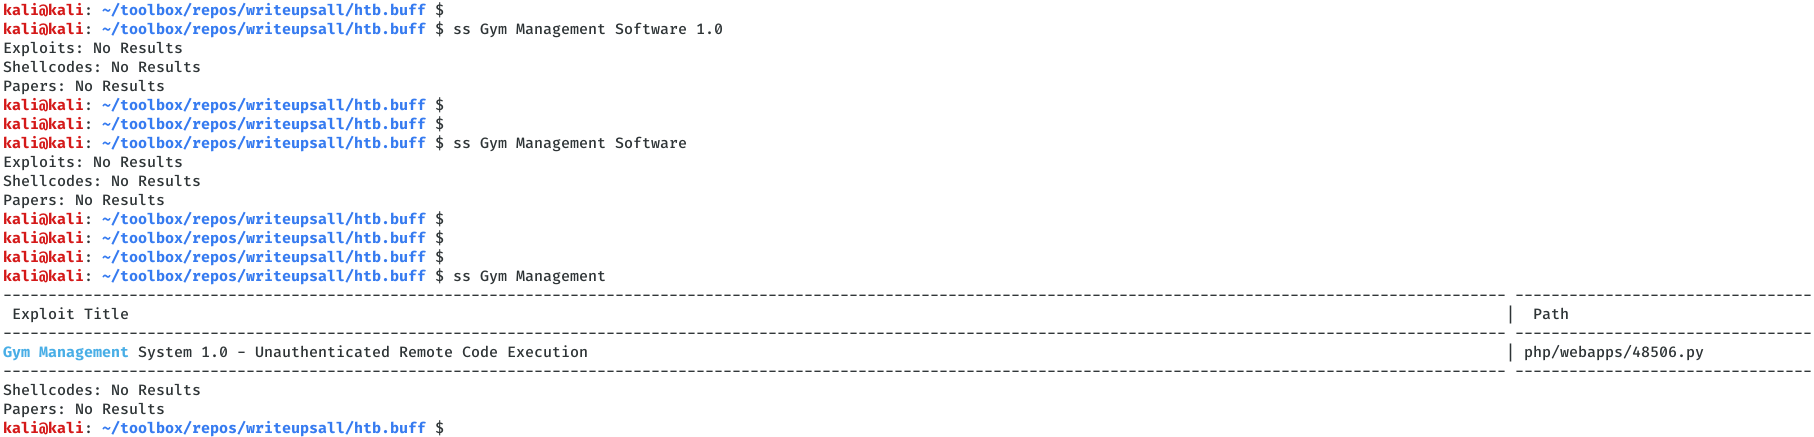 kali@kali: ~/toolbox/repos/writeupsall/htb.buff $
kali@kali: ~/toolbox/repos/writeupsall/htb.buff $ ss Gym Management Software 1.0
Exploits: No Results
Shellcodes: No Results
Papers: No Results
kali@kali: ~/toolbox/repos/writeupsall/htb.buff $
kali@kali: ~/toolbox/repos/writeupsall/htb.buff $
kali@kali: ~/toolbox/repos/writeupsall/htb.buff $ ss Gym Management Software
Exploits: No Results
Shellcodes: No Results
Papers: No Results
kali@kali: ~/toolbox/repos/writeupsall/htb.buff $
kali@kali: ~/toolbox/repos/writeupsall/htb.buff $
kali@kali: ~/toolbox/repos/writeupsall/htb.buff $
kali@kali: ~/toolbox/repos/writeupsall/htb.buff $ ss Gym Management
Exploit Title | Path
Gym Management System 1.0 - Unauthenticated Remote Code Execution | php/webapps/48506.py
Shellcodes: No Results
Papers: No Results
kali@kali: ~/toolbox/repos/writeupsall/htb.buff $